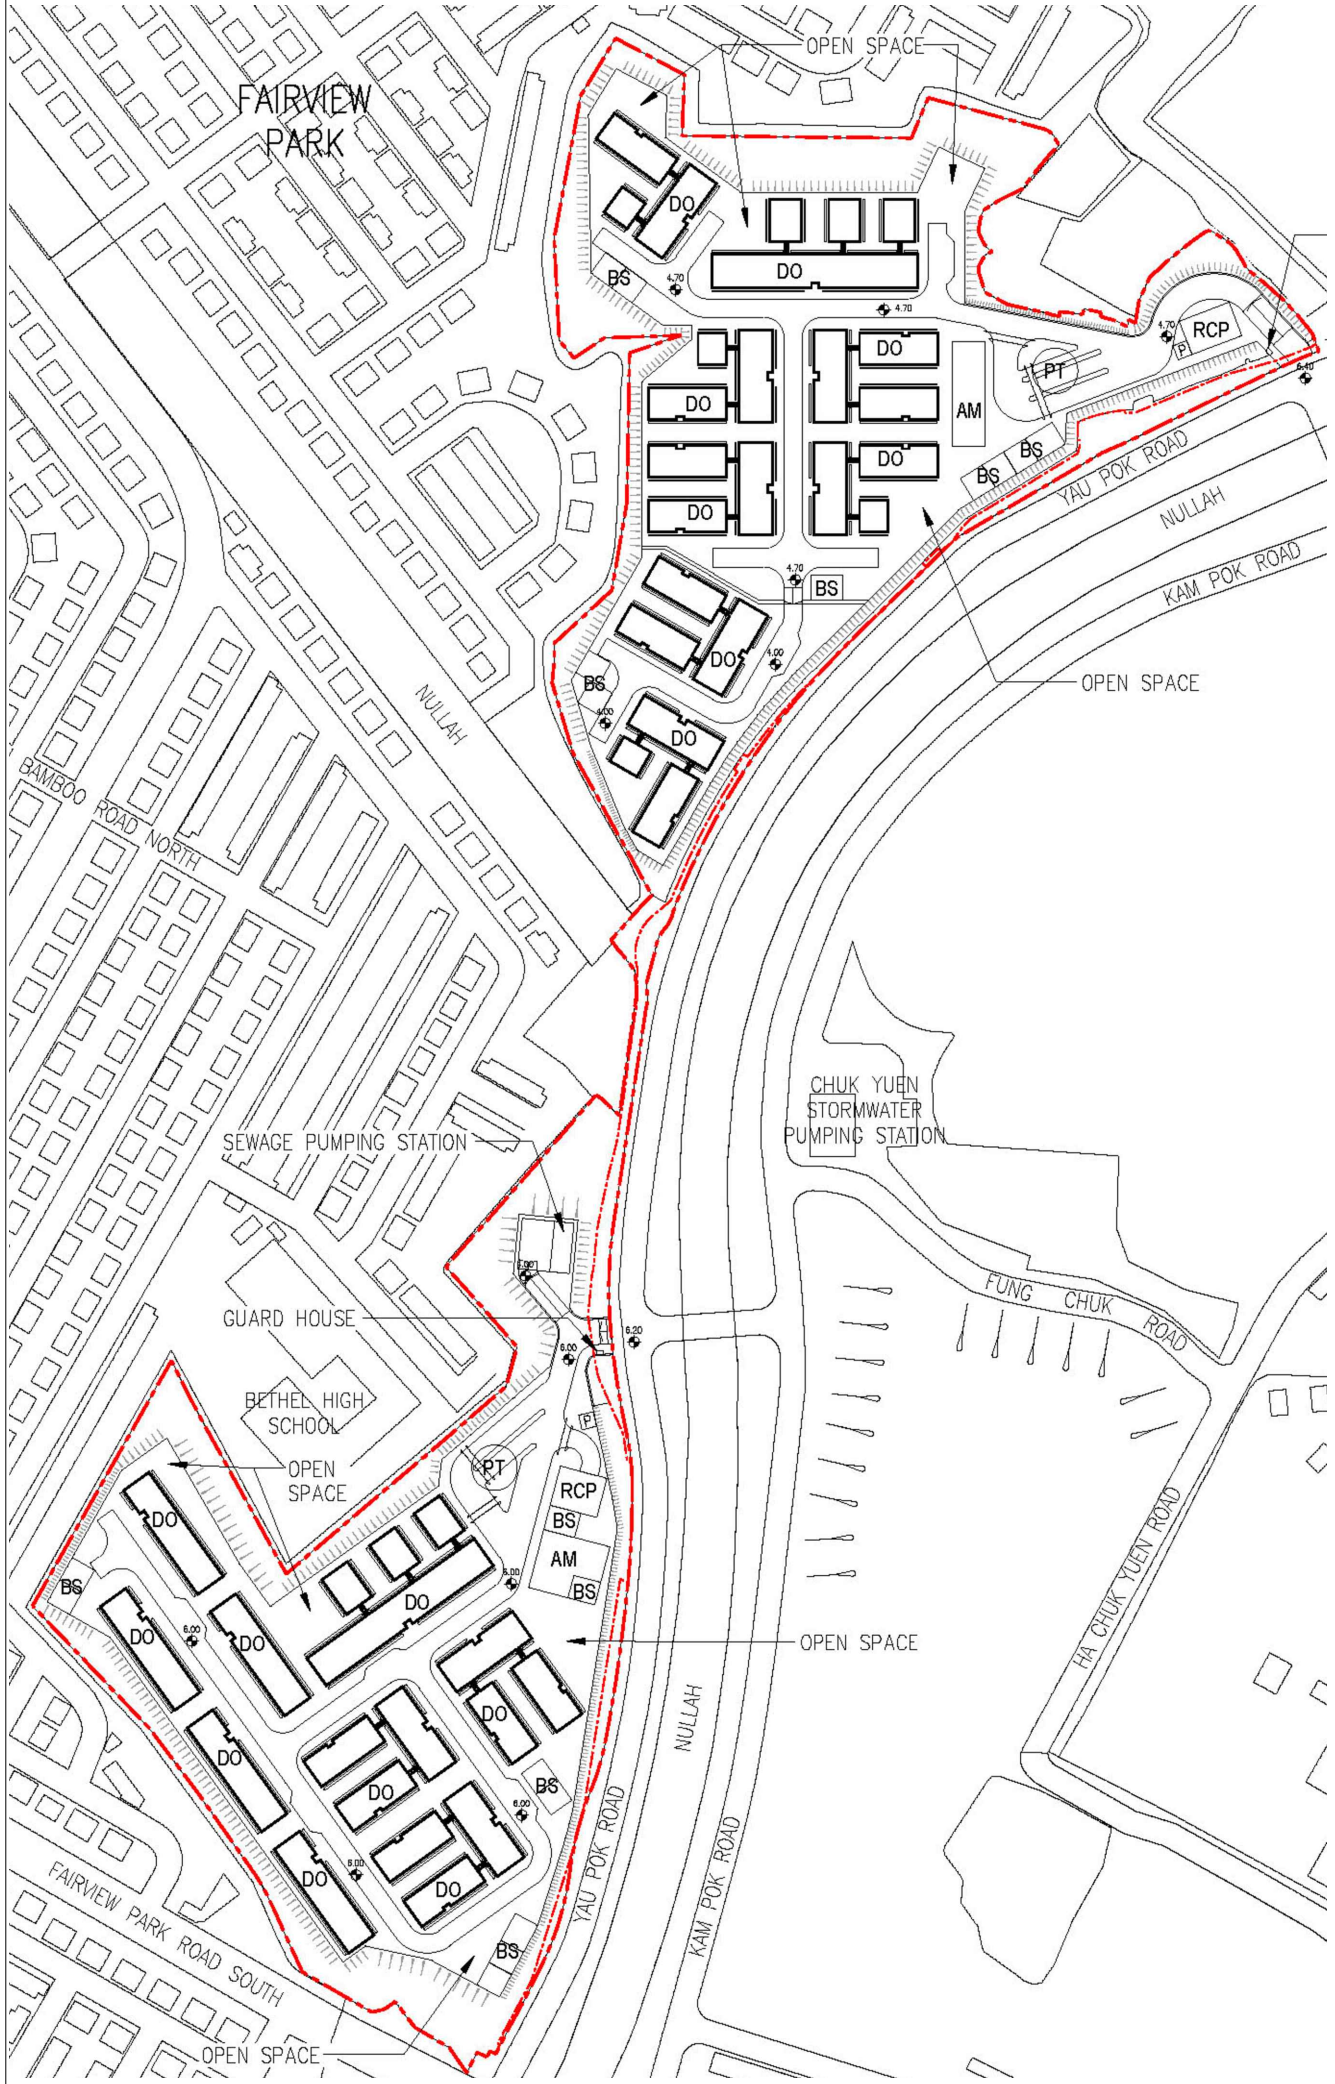 OPEN SPACE
FAIRVIEW
PARK
DO
DO
BS
4.70
4.70
4.70
RCP
P
6.40
DO
PT
DO
AM
DO
BS
BS
DO
YAU POK ROAD
NULLAH
KAM POK ROAD
4.70
BS
DO
4.00
OPEN SPACE
BS
4.00
DO
NULLAH
BAMBOO ROAD NORTH
CHUK YUEN
STORMWATER
PUMPING STATION
SEWAGE PUMPING STATION
FUNG CHUK ROAD
GUARD HOUSE
6.20
6.00
BETHEL HIGH
SCHOOL
P
OPEN
SPACE
PT
RCP
BS
DO
AM
BS
6.00
BS
DO
HA CHUK YUEN ROAD
DO
6.00
DO
OPEN SPACE
DO
NULLAH
DO
DO
BS
6.00
YAU POK ROAD
KAM POK ROAD
DO
6.00
DO
FAIRVIEW PARK ROAD SOUTH
BS
OPEN SPACE